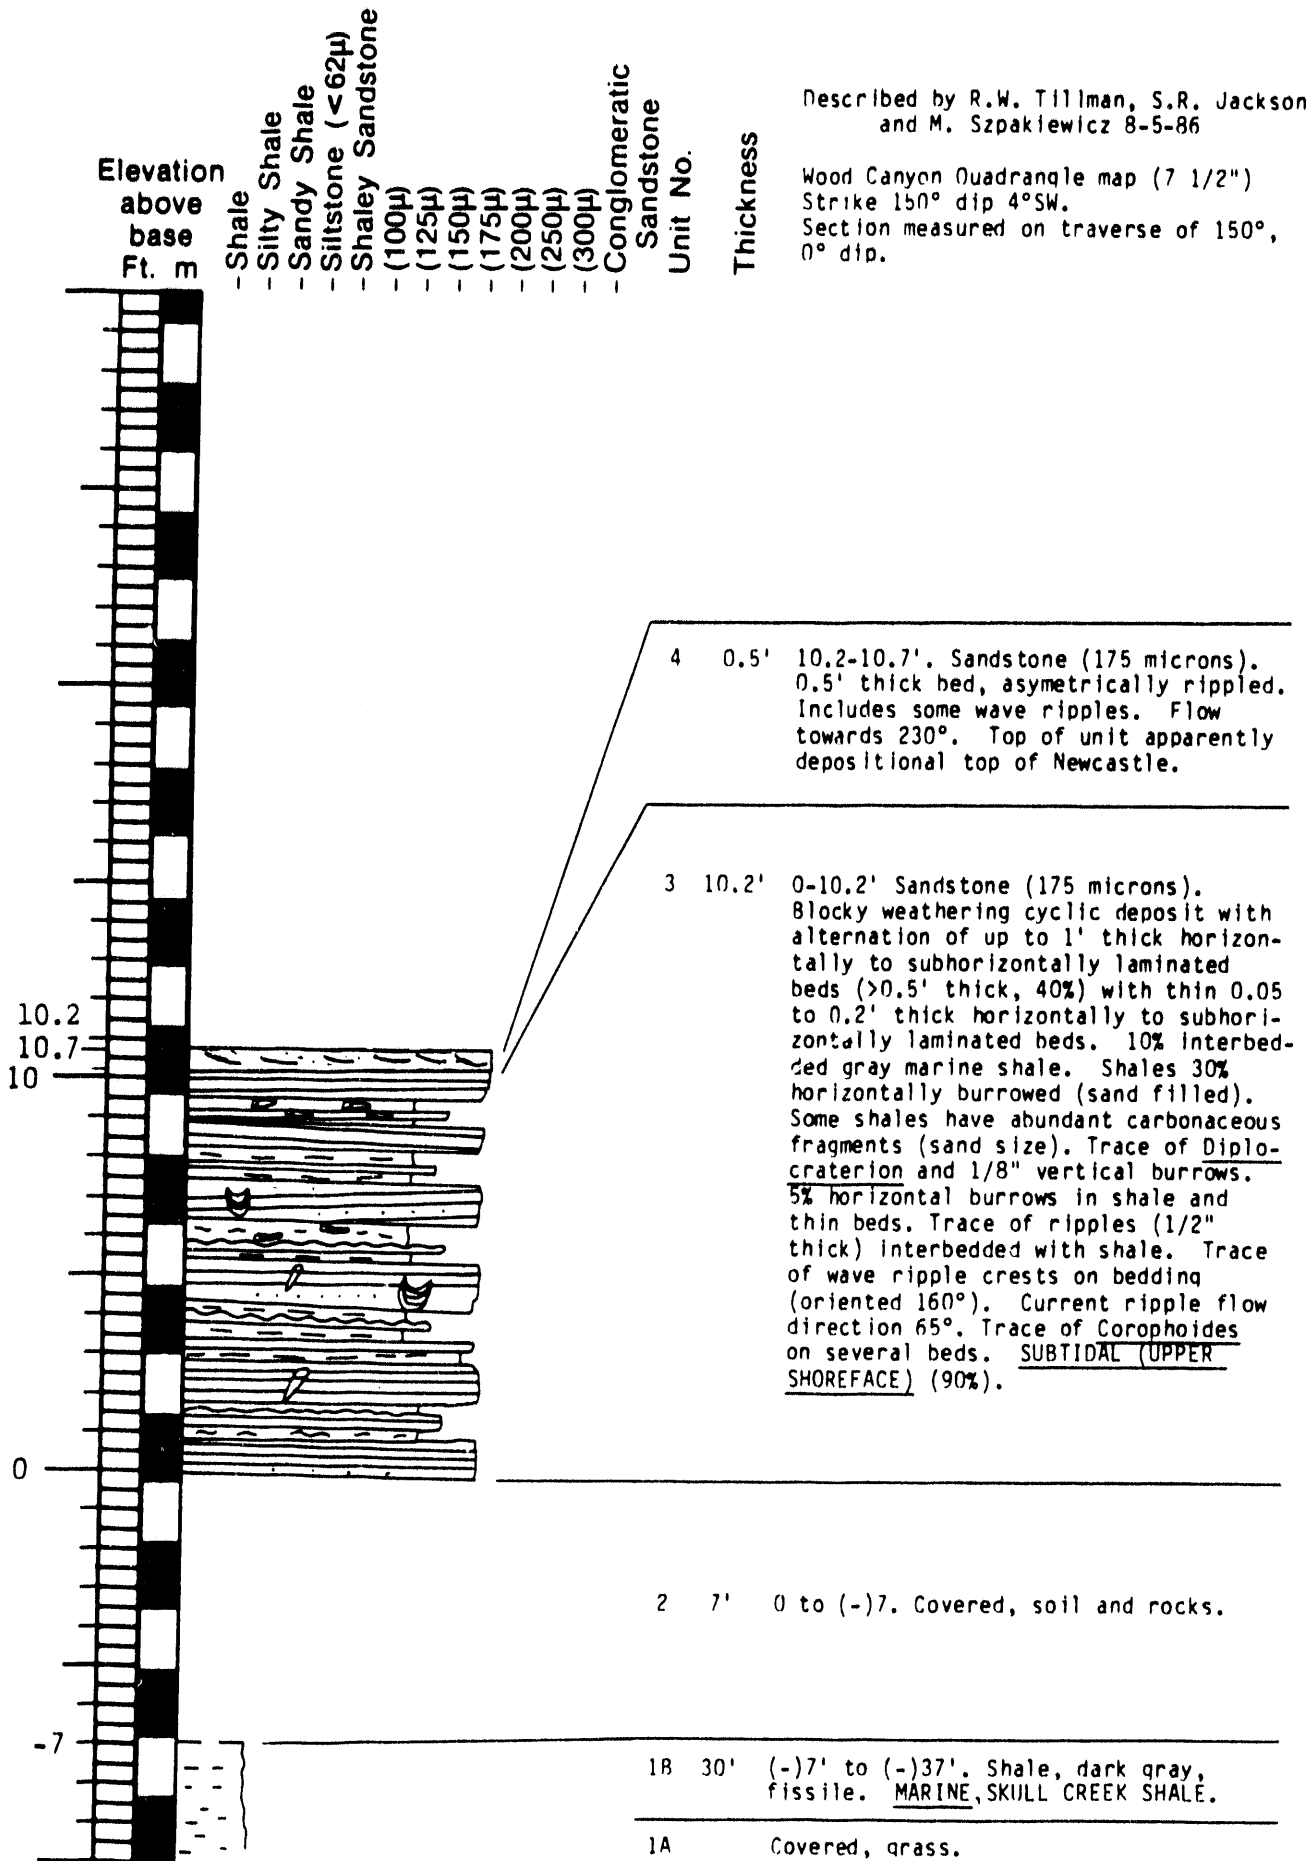 Elevation
above
base
Ft. m
- Shale
- Silty Shale
- Sandy Shale
- Siltstone (<62µ)
- Shaley Sandstone
- (100µ)
- (125µ)
- (150µ)
- (175µ)
- (200µ)
- (250µ)
- (300µ)
- Conglomeratic
Sandstone
Unit No.
Thickness
Described by R.W. Tillman, S.R. Jackson
and M. Szpakiewicz 8-5-86
Wood Canyon Quadrangle map (7 1/2")
Strike 150° dip 4°SW.
Section measured on traverse of 150°,
0° dip.
4 0.5' 10.2-10.7'. Sandstone (175 microns).
0.5' thick bed, asymetrically rippled.
Includes some wave ripples. Flow
towards 230°. Top of unit apparently
depositional top of Newcastle.
3 10.2' 0-10.2' Sandstone (175 microns).
Blocky weathering cyclic deposit with
alternation of up to 1' thick horizon-
tally to subhorizontally laminated
beds (>0.5' thick, 40%) with thin 0.05
to 0.2' thick horizontally to subhori-
zontally laminated beds. 10% interbed-
ded gray marine shale. Shales 30%
horizontally burrowed (sand filled).
Some shales have abundant carbonaceous
fragments (sand size). Trace of Diplo-
craterion and 1/8" vertical burrows.
5% horizontal burrows in shale and
thin beds. Trace of ripples (1/2"
thick) interbedded with shale. Trace
of wave ripple crests on bedding
(oriented 160°). Current ripple flow
direction 65°. Trace of Corophoides
on several beds. SUBTIDAL (UPPER
SHOREFACE) (90%).
10.2
10.7
10
0
2 7' 0 to (-)7. Covered, soil and rocks.
-7
1B 30' (-)7' to (-)37'. Shale, dark gray,
fissile. MARINE, SKULL CREEK SHALE.
1A Covered, grass.